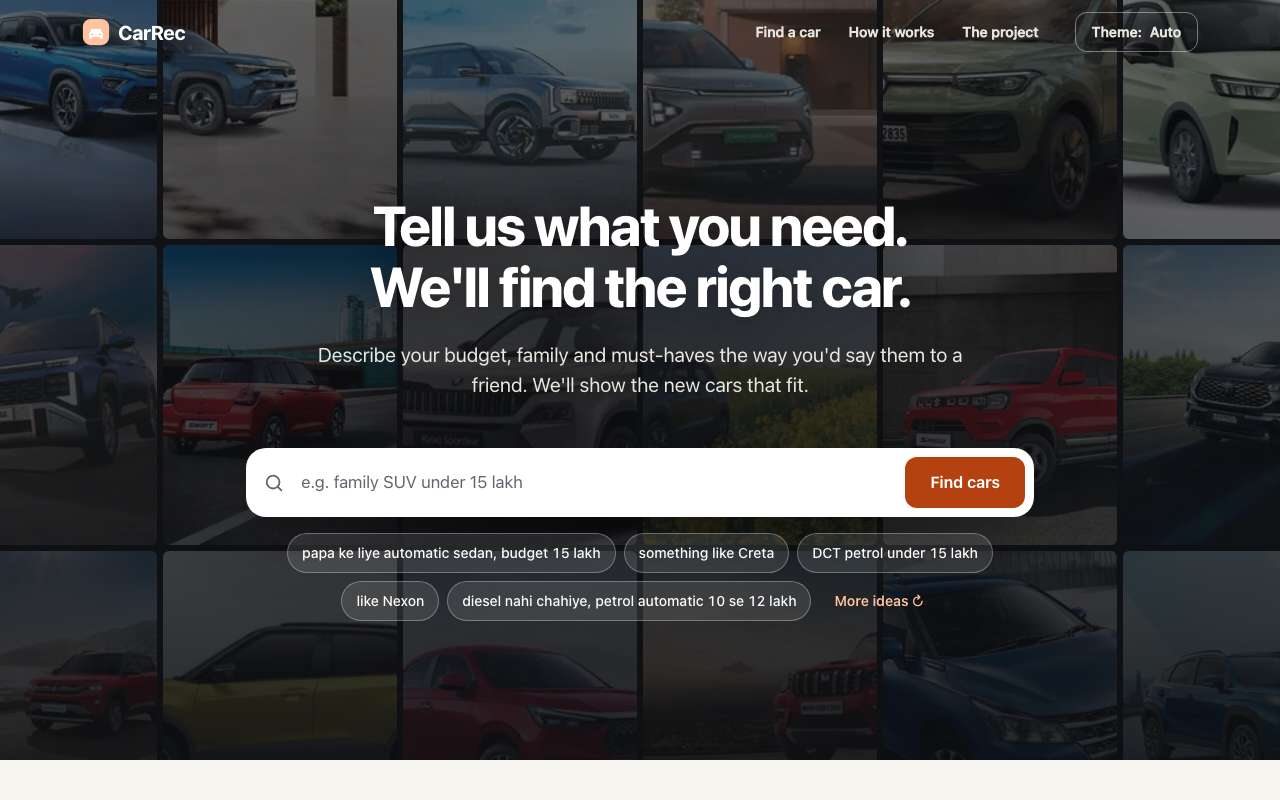 CarRec
Find a car
How it works
The project
Theme: Auto
Tell us what you need.
We'll find the right car.
Describe your budget, family and must-haves the way you'd say them to a
friend. We'll show the new cars that fit.
e.g. family SUV under 15 lakh
Find cars
papa ke liye automatic sedan, budget 15 lakh
something like Creta
DCT petrol under 15 lakh
like Nexon
diesel nahi chahiye, petrol automatic 10 se 12 lakh
More ideas ↻
2835
SWIFT